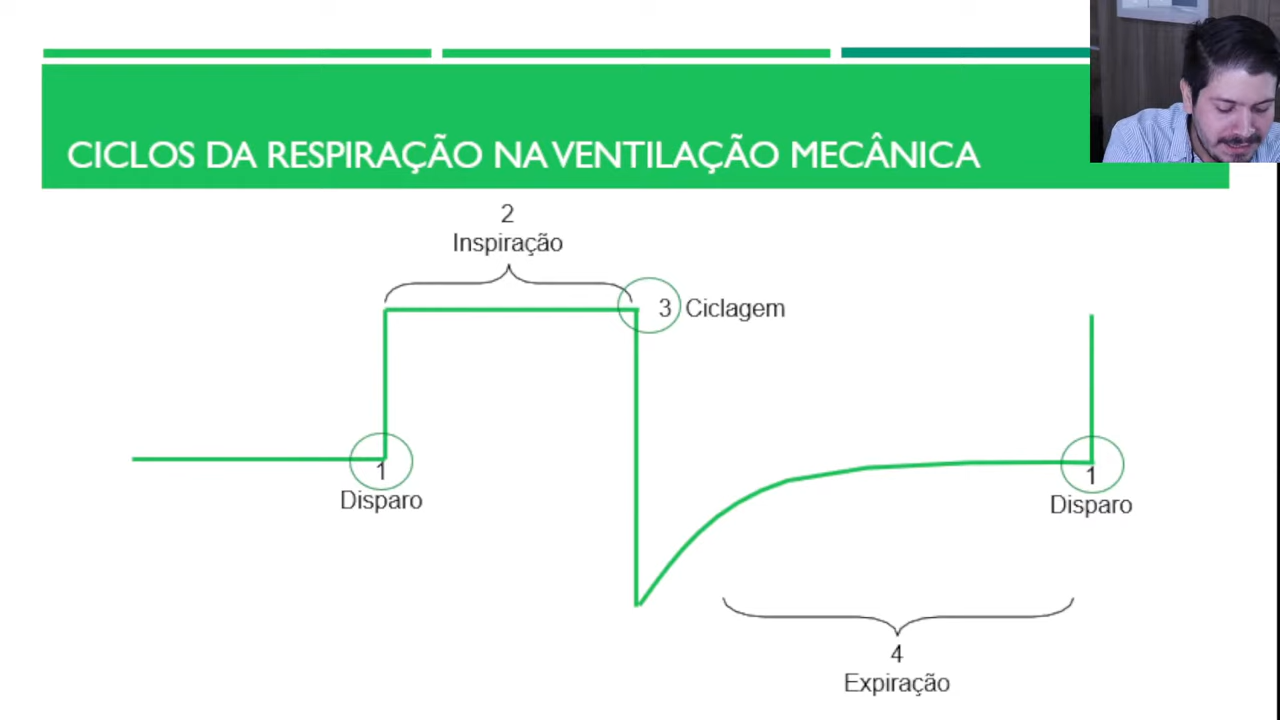 CICLOS DA RESPIRAÇÃO NA VENTILAÇÃO MECÂNICA
2
Inspiração
3 Ciclagem
1
Disparo
1
Disparo
4
Expiração